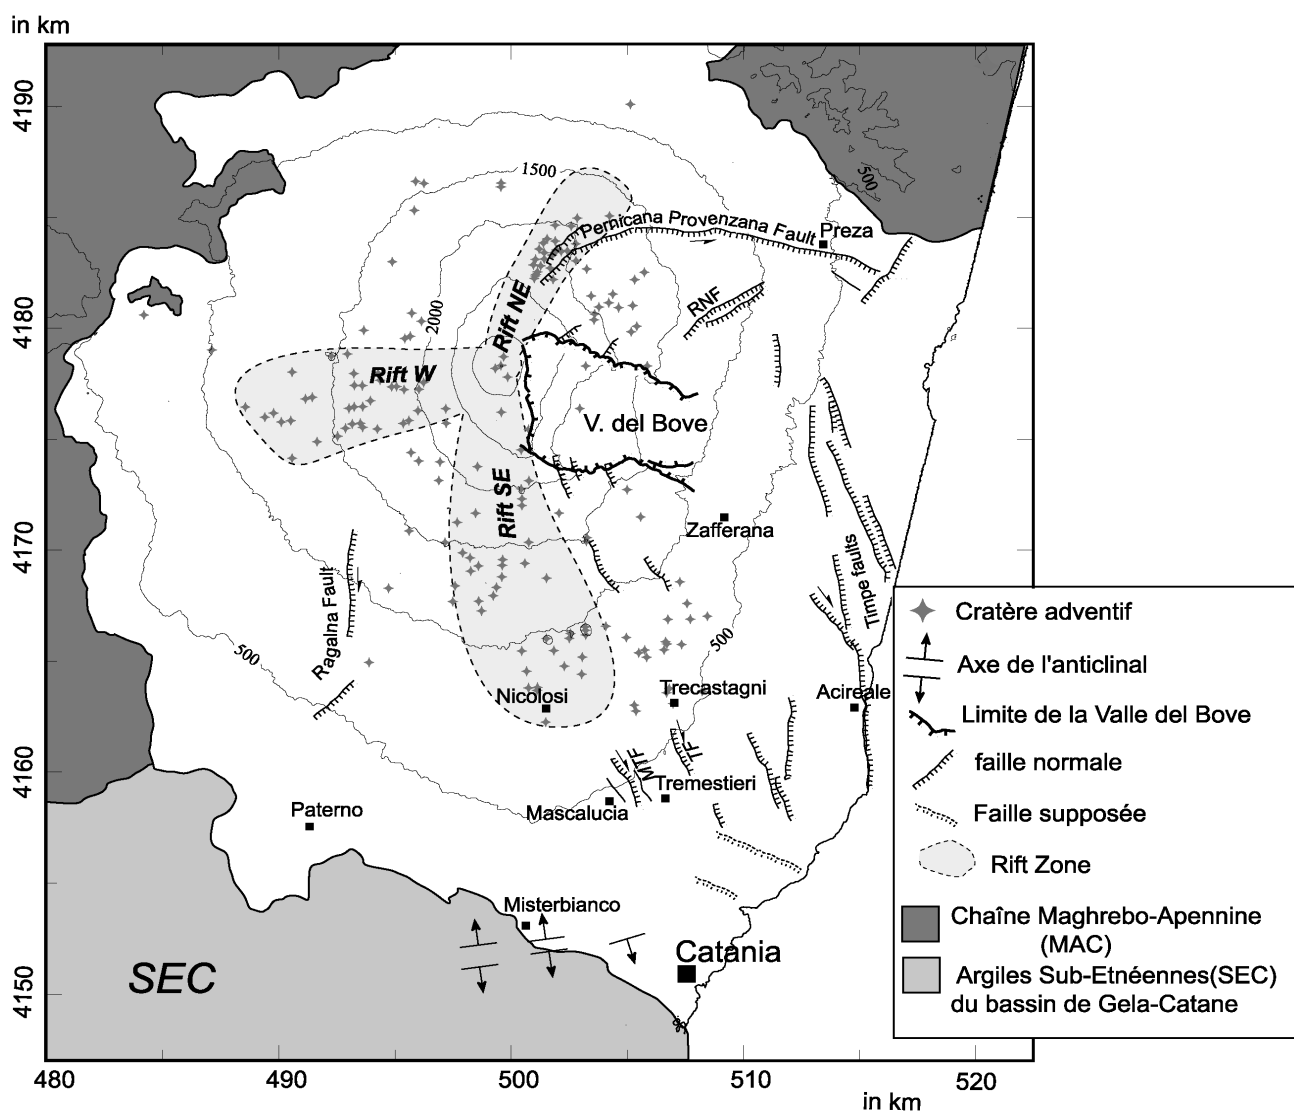 in km
4190
4180
4170
4160
4150
480
490
500
510
520
in km
1500
2000
500
500
500
Pernicana Provenzana Fault
Preza
RNF
Rift NE
Rift W
Rift SE
V. del Bove
Zafferana
Timpe faults
Ragalna Fault
Nicolosi
Trecastagni
Acireale
MTF
TF
Tremestieri
Mascalucia
Paterno
Misterbianco
Catania
SEC
Cratère adventif
Axe de l'anticlinal
Limite de la Valle del Bove
faille normale
Faille supposée
Rift Zone
Chaîne Maghrebo-Apennine
(MAC)
Argiles Sub-Etnéennes(SEC)
du bassin de Gela-Catane